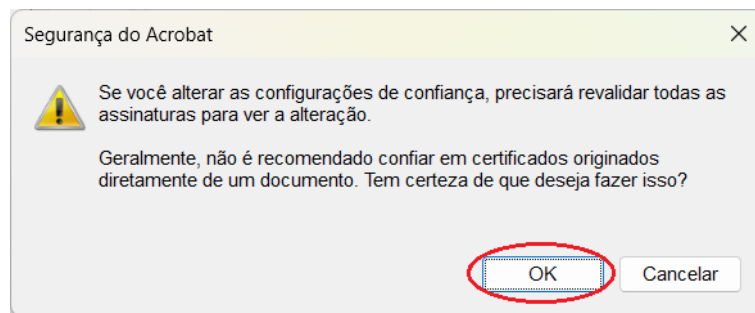 Segurança do Acrobat
Se você alterar as configurações de confiança, precisará revalidar todas as
assinaturas para ver a alteração.
Geralmente, não é recomendado confiar em certificados originados
diretamente de um documento. Tem certeza de que deseja fazer isso?
OK
Cancelar